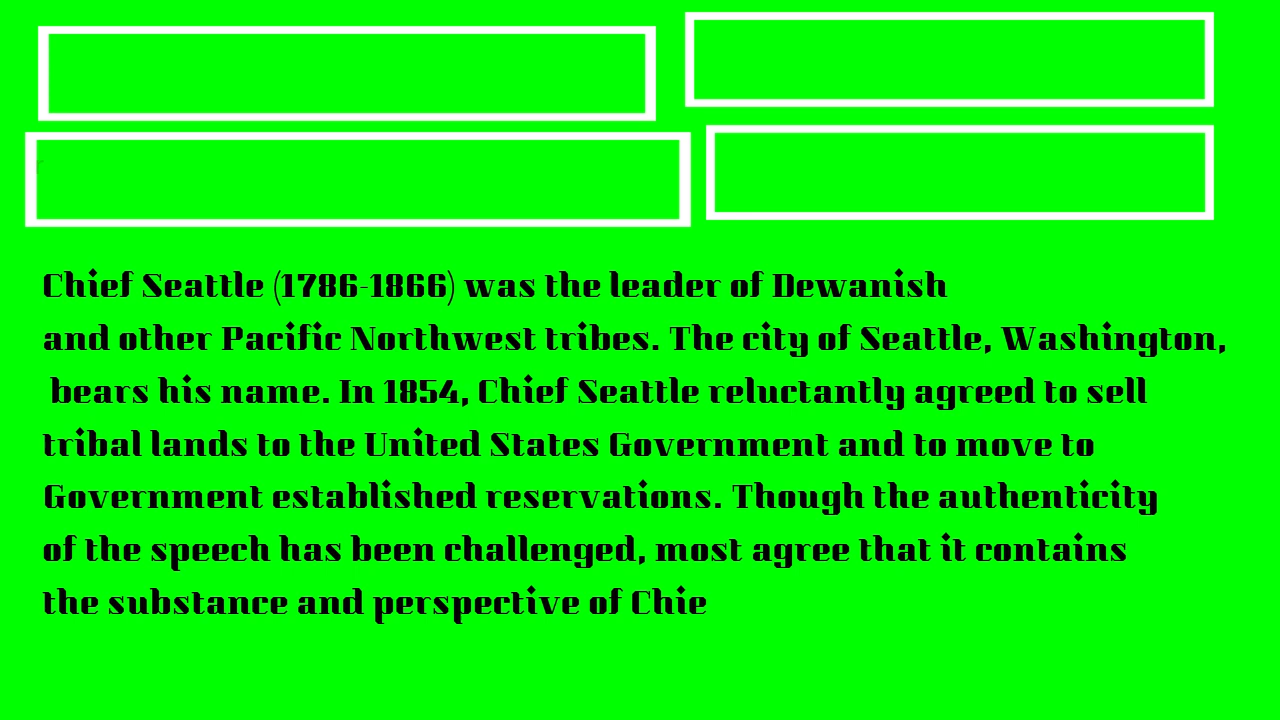 Chief Seattle (1786-1866) was the leader of Dewanish
and other Pacific Northwest tribes. The city of Seattle, Washington,
bears his name. In 1854, Chief Seattle reluctantly agreed to sell
tribal lands to the United States Government and to move to
Government established reservations. Though the authenticity
of the speech has been challenged, most agree that it contains
the substance and perspective of Chie